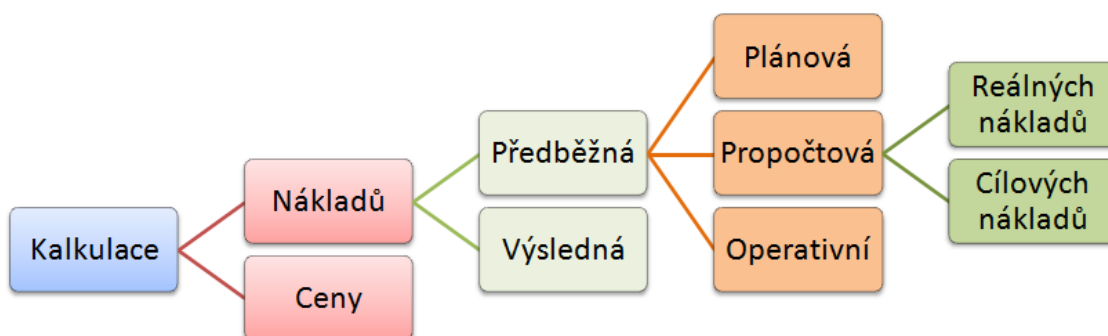 Kalkulace
Nákladů
Ceny
Předběžná
Výsledná
Plánová
Propočtová
Operativní
Reálných
nákladů
Cílových
nákladů